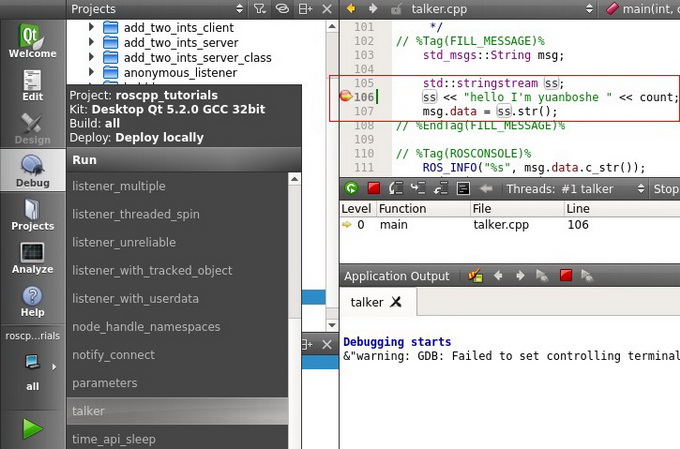 Projects
talker.cpp
main(int,
Welcome
Edit
Design
Debug
Projects
Analyze
Help
roscp...rials
all
add_two_ints_client
add_two_ints_server
add_two_ints_server_class
anonymous_listener
Project: roscpp_tutorials
Kit: Desktop Qt 5.2.0 GCC 32bit
Build: all
Deploy: Deploy locally
Run
listener_multiple
listener_threaded_spin
listener_unreliable
listener_with_tracked_object
listener_with_userdata
node_handle_namespaces
notify_connect
parameters
talker
time_api_sleep
101 */
102 // %Tag(FILL_MESSAGE)%
103 std_msgs::String msg;
104
105 std::stringstream ss;
106 ss << "hello I'm yuanboshe " << count;
107 msg.data = ss.str();
108 // %EndTag(FILL_MESSAGE)%
109
110 // %Tag(ROSCONSOLE)%
111 ROS_INFO("%s", msg.data.c_str());
Threads: #1 talker
Stop
Level Function File Line
0 main talker.cpp 106
Application Output
talker
Debugging starts
&"warning: GDB: Failed to set controlling terminal